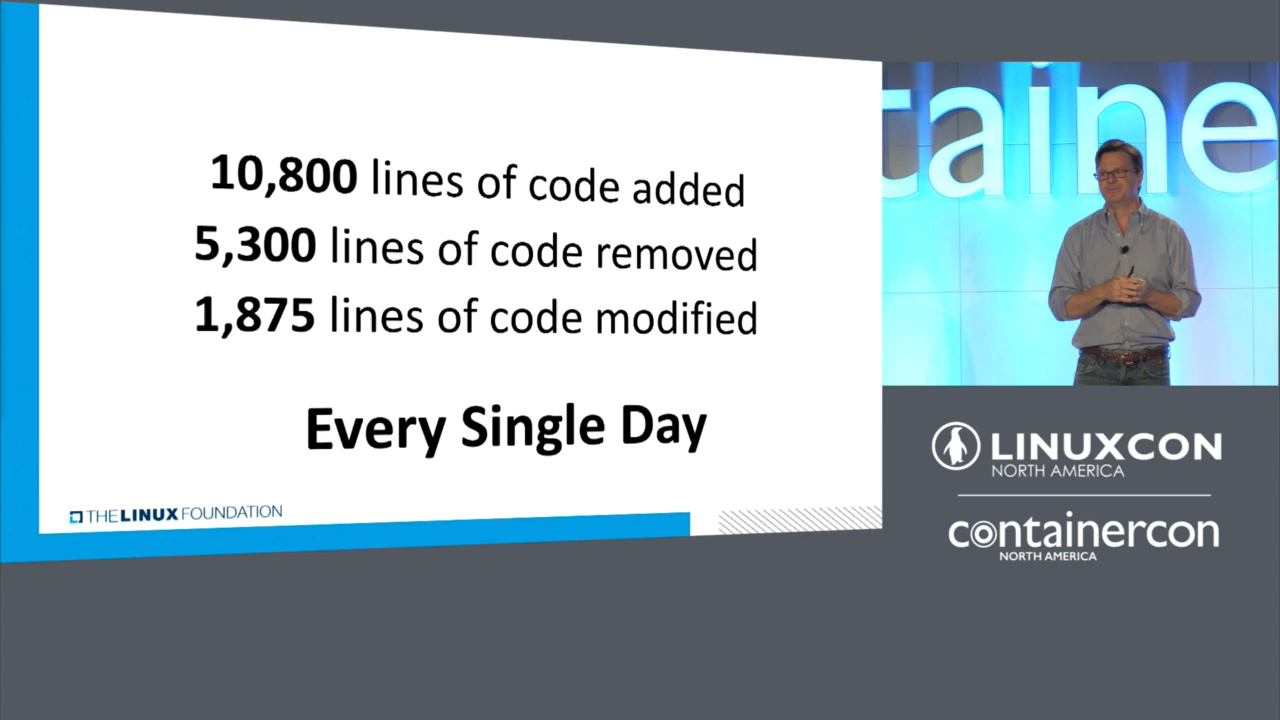 10,800 lines of code added
5,300 lines of code removed
1,875 lines of code modified
Every Single Day
THE LINUX FOUNDATION
taine
LINUXCON
NORTH AMERICA
containercon
NORTH AMERICA